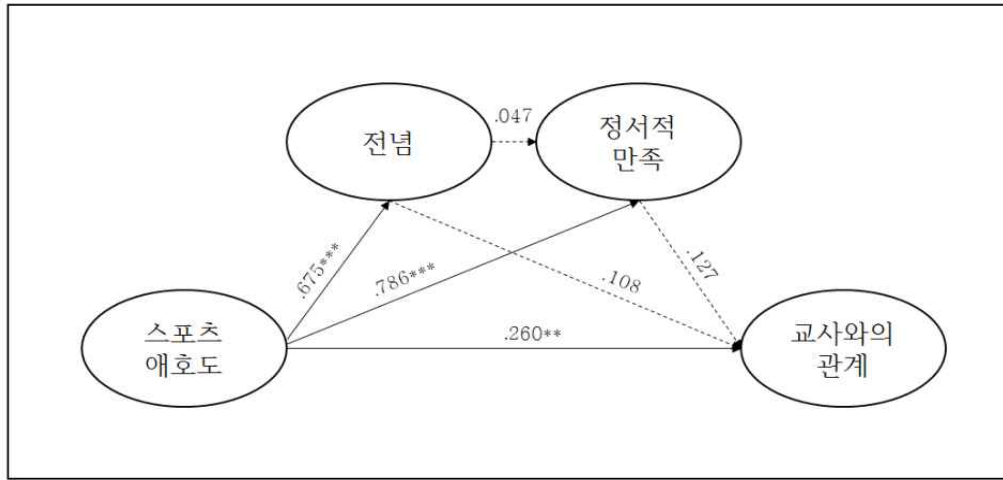 .047
전념
정서적
만족
.675***
.786***
.108
.127
.260**
스포츠
애호도
교사와의
관계